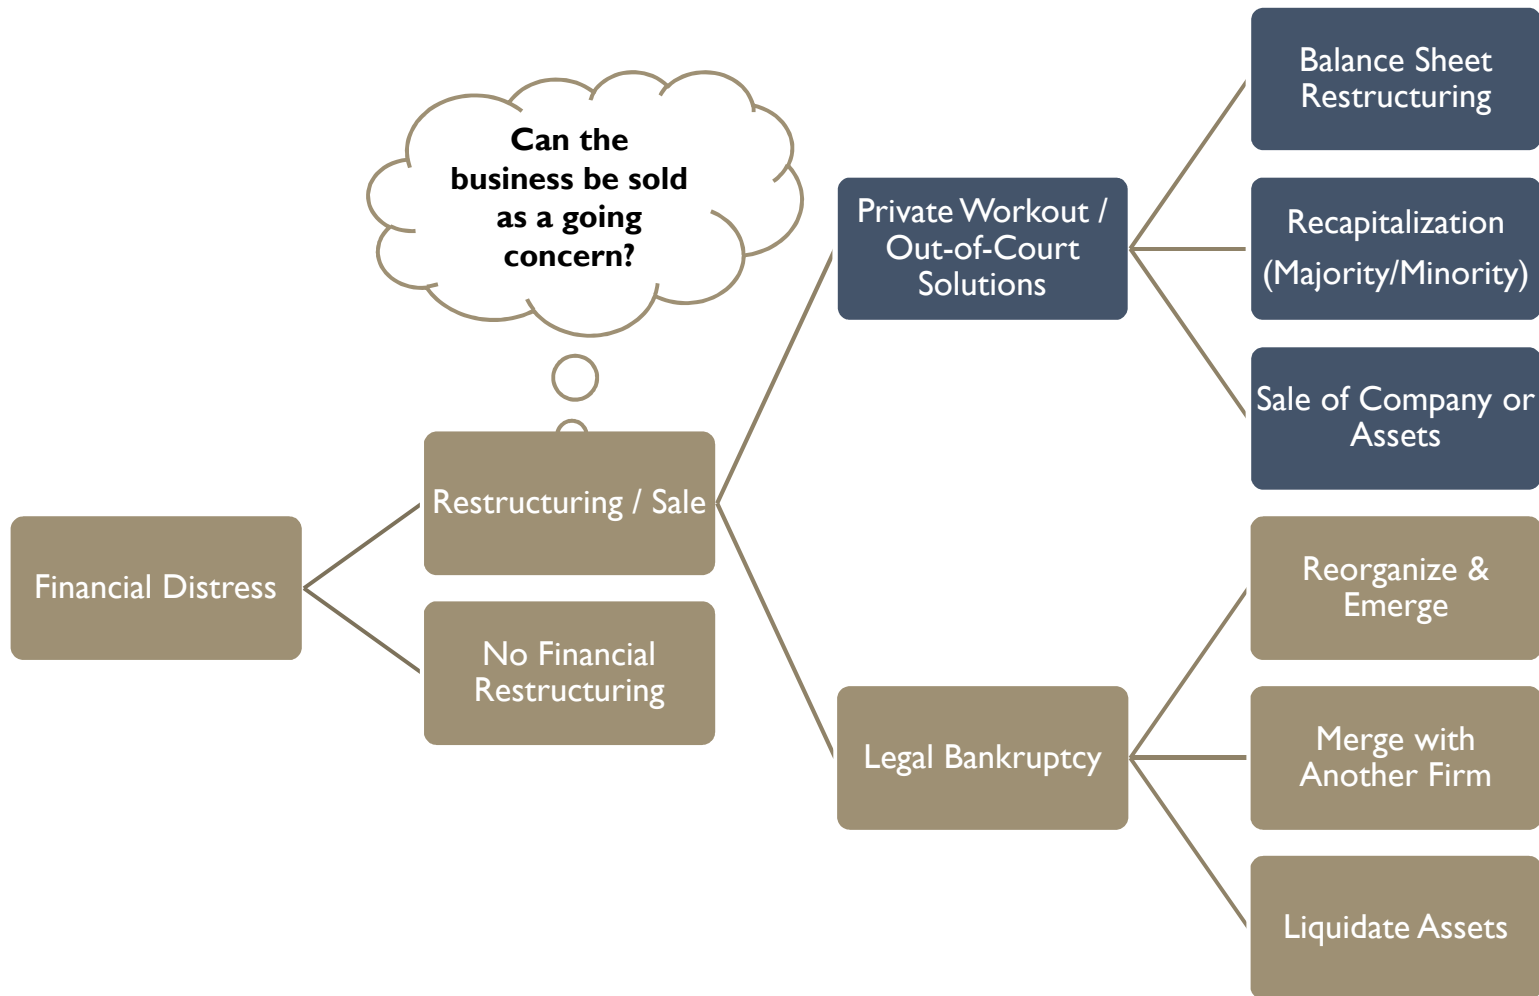 Can the
business be sold
as a going
concern?
Financial Distress
Restructuring / Sale
No Financial
Restructuring
Private Workout /
Out-of-Court
Solutions
Legal Bankruptcy
Balance Sheet
Restructuring
Recapitalization
(Majority/Minority)
Sale of Company or
Assets
Reorganize &
Emerge
Merge with
Another Firm
Liquidate Assets